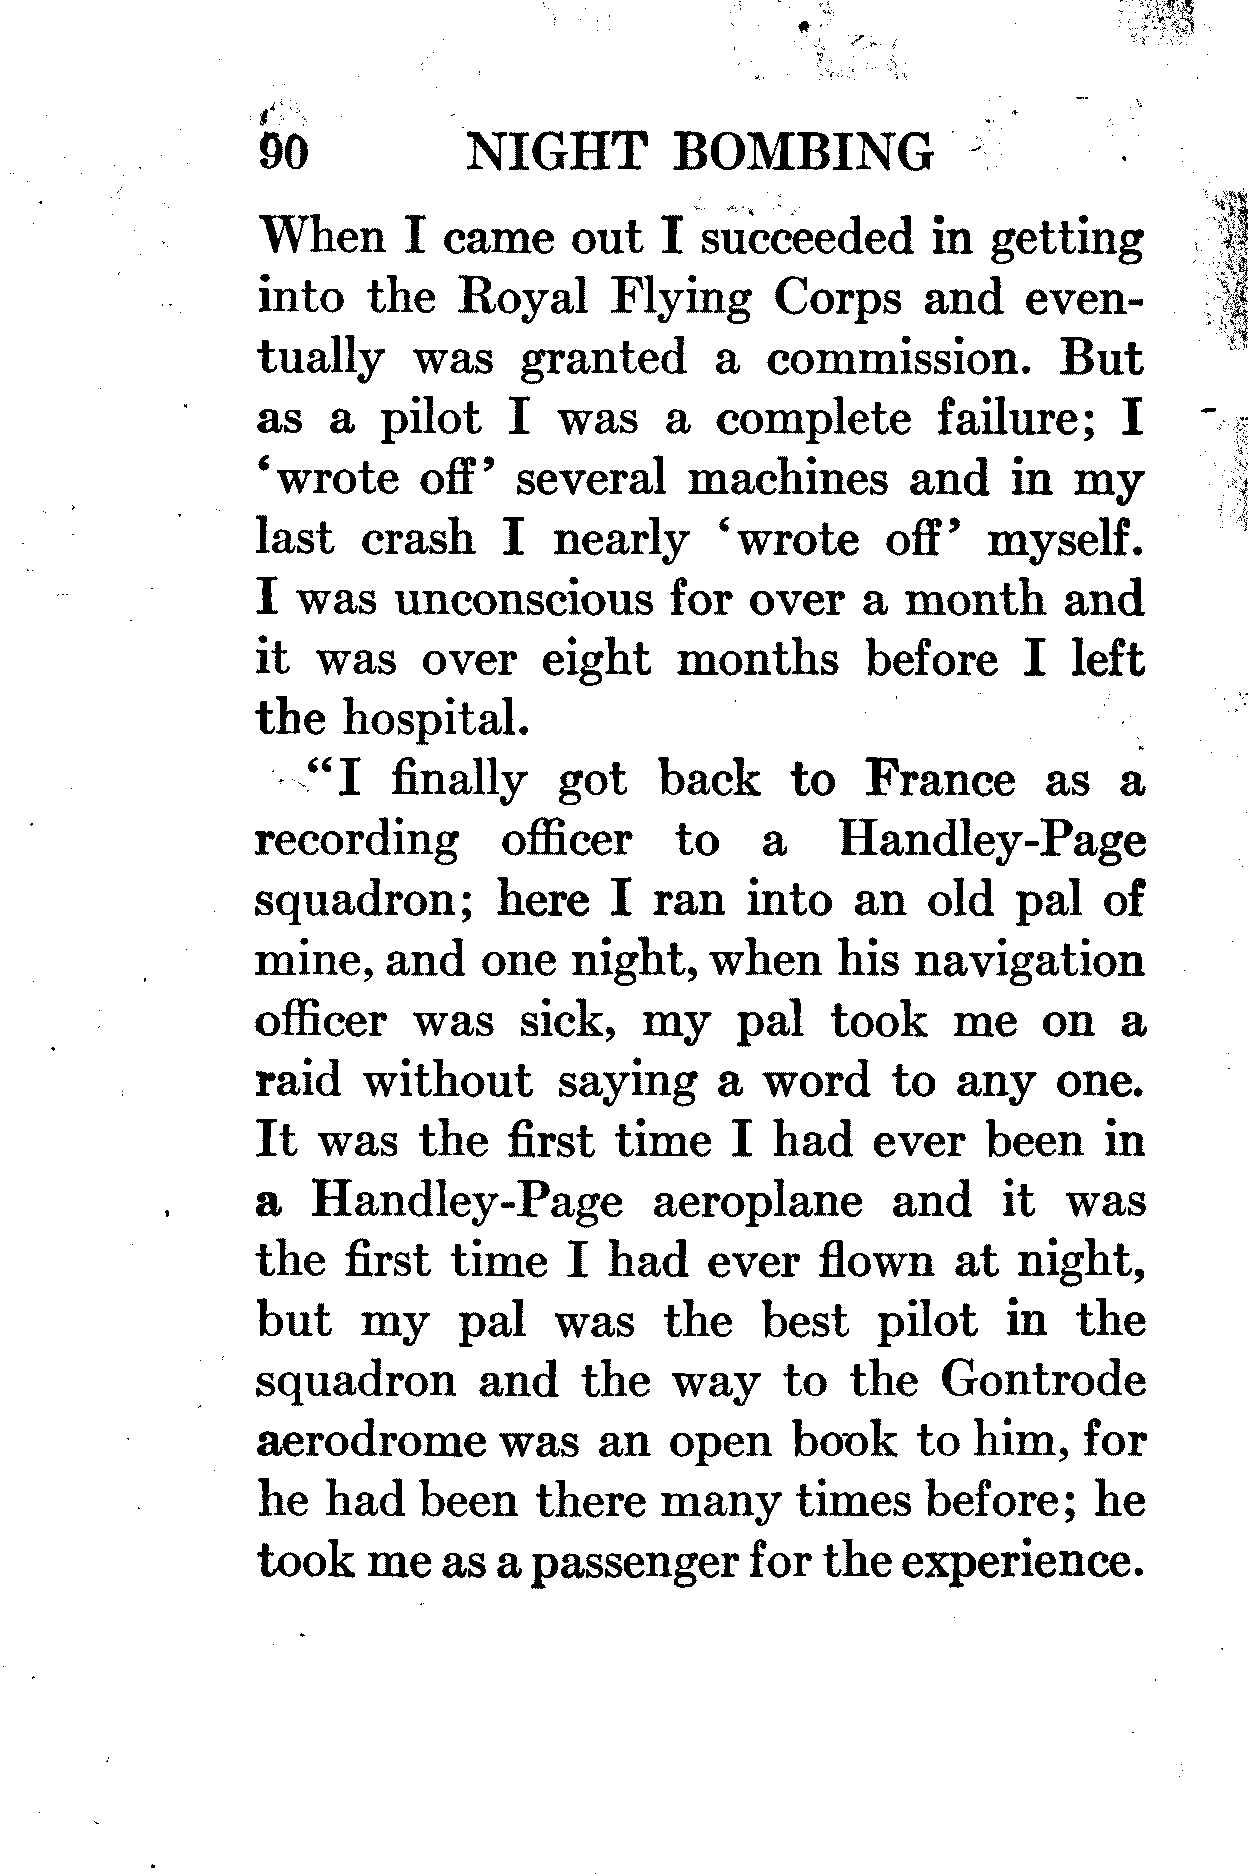 90 NIGHT BOMBING
When I came out I succeeded in getting
into the Royal Flying Corps and even-
tually was granted a commission. But
as a pilot I was a complete failure; I
‘wrote off’ several machines and in my
last crash I nearly ‘wrote off’ myself.
I was unconscious for over a month and
it was over eight months before I left
the hospital.
“I finally got back to France as a
recording officer to a Handley-Page
squadron; here I ran into an old pal of
mine, and one night, when his navigation
officer was sick, my pal took me on a
raid without saying a word to any one.
It was the first time I had ever been in
a Handley-Page aeroplane and it was
the first time I had ever flown at night,
but my pal was the best pilot in the
squadron and the way to the Gontrode
aerodrome was an open book to him, for
he had been there many times before; he
took me as a passenger for the experience.